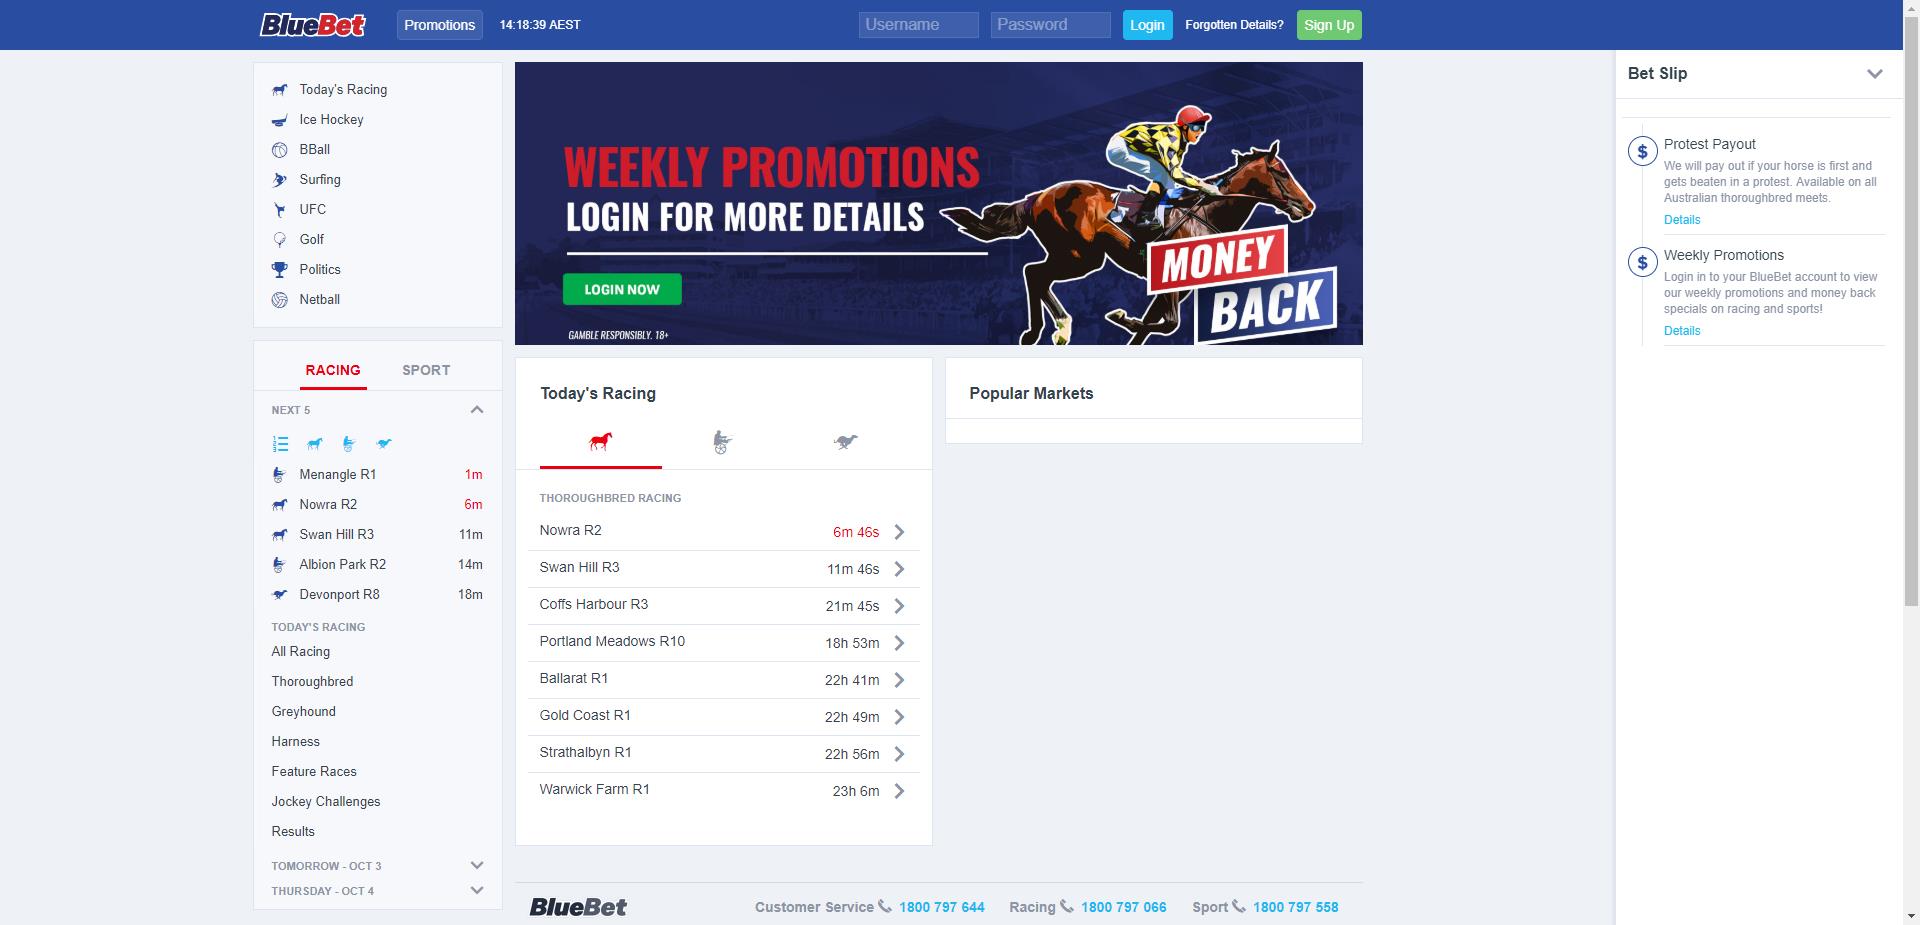 BlueBet
Promotions
14:18:39 AEST
Username
Password
Login
Forgotten Details?
Sign Up
Today's Racing
Ice Hockey
BBall
Surfing
UFC
Golf
Politics
Netball
RACING SPORT
NEXT 5
Menangle R1 1m
Nowra R2 6m
Swan Hill R3 11m
Albion Park R2 14m
Devonport R8 18m
TODAY'S RACING
All Racing
Thoroughbred
Greyhound
Harness
Feature Races
Jockey Challenges
Results
TOMORROW - OCT 3
THURSDAY - OCT 4
WEEKLY PROMOTIONS
LOGIN FOR MORE DETAILS
LOGIN NOW
GAMBLE RESPONSIBLY. 18+
MONEY
BACK
Today's Racing
THOROUGHBRED RACING
Nowra R2 6m 46s
Swan Hill R3 11m 46s
Coffs Harbour R3 21m 45s
Portland Meadows R10 18h 53m
Ballarat R1 22h 41m
Gold Coast R1 22h 49m
Strathalbyn R1 22h 56m
Warwick Farm R1 23h 6m
Popular Markets
Bet Slip
$
Protest Payout
We will pay out if your horse is first and
gets beaten in a protest. Available on all
Australian thoroughbred meets.
Details
$
Weekly Promotions
Login in to your BlueBet account to view
our weekly promotions and money back
specials on racing and sports!
Details
BlueBet
Customer Service 1800 797 644
Racing 1800 797 066
Sport 1800 797 558